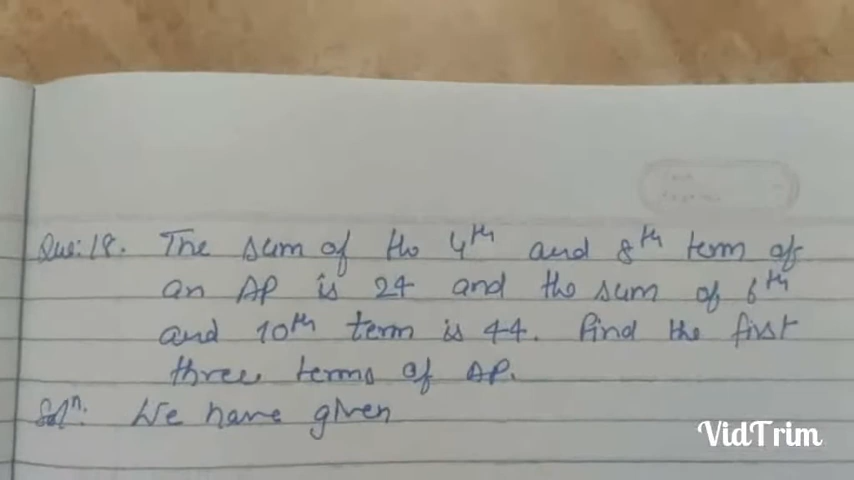 Que:18. The sum of the 4th and 8th term of
an AP is 24 and the sum of 6th
and 10th term is 44. Find the first
three terms of AP.
Solⁿ: We have given
VidTrim